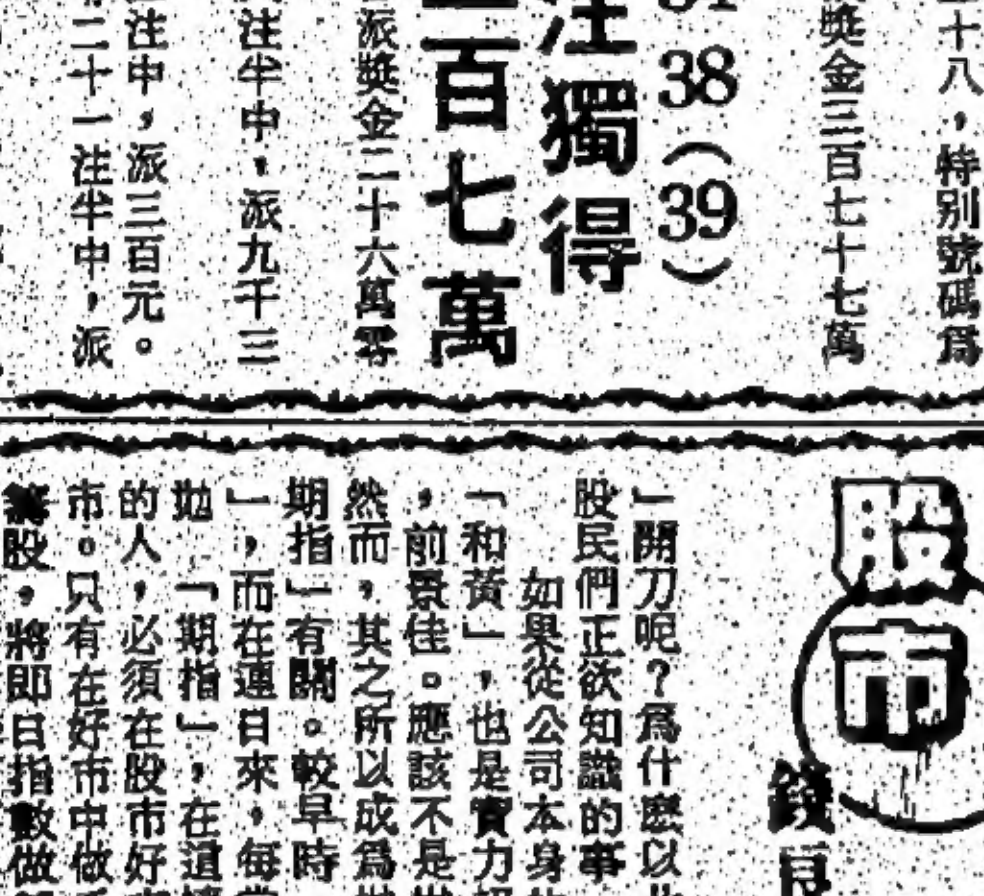 十八，特別號碼爲
獎金三百七十七萬
38（39）
注獨得
百七萬
派獎金二十六萬零
注半中，派九千三
注中，派三百元。
二十一注半中，派
股市
」開刀呢？爲什麽以
股民們正欲知識的事
如果從公司本身
「和黃」，也是實力
，前景佳。應該不是
然而，其之所以成爲
期指」有關。較早時
」，而在連日來，每
拋「期指」，在這
的人，必須在股市好
市。只有在好市中做
股，將即日指數做